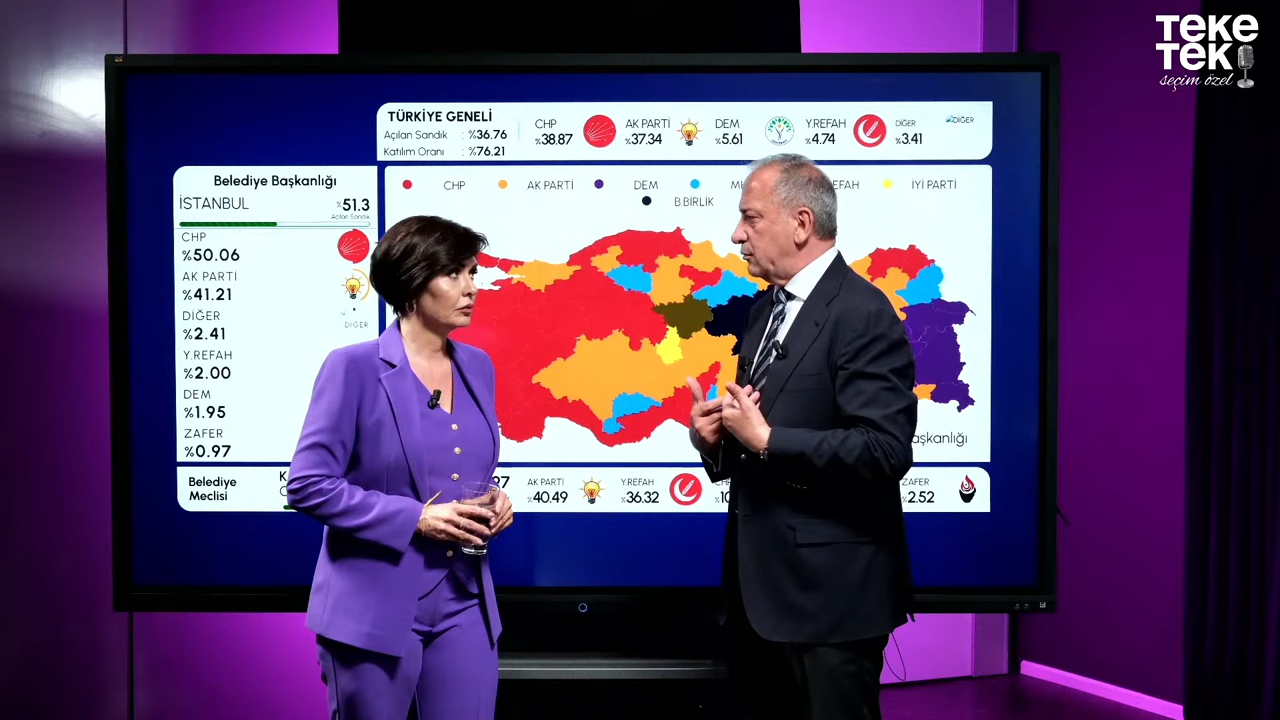 TEKE
TEK
seçim özel
TÜRKİYE GENELİ
Açılan Sandık : %36.76
Katılım Oranı : %76.21
CHP
%38.87
AK PARTİ
%37.34
DEM
%5.61
Y.REFAH
%4.74
DİĞER
%3.41
DİĞER
Belediye Başkanlığı
İSTANBUL
%51.3
Açılan Sandık
CHP
%50.06
AK PARTİ
%41.21
DİĞER
DİĞER
%2.41
Y.REFAH
%2.00
DEM
%1.95
ZAFER
%0.97
CHP AK PARTİ DEM EFAH İYİ PARTİ
B.BİRLİK
aşkanlığı
Belediye
Meclisi
AK PARTİ
%40.49
Y.REFAH
%36.32
ZAFER
%2.52